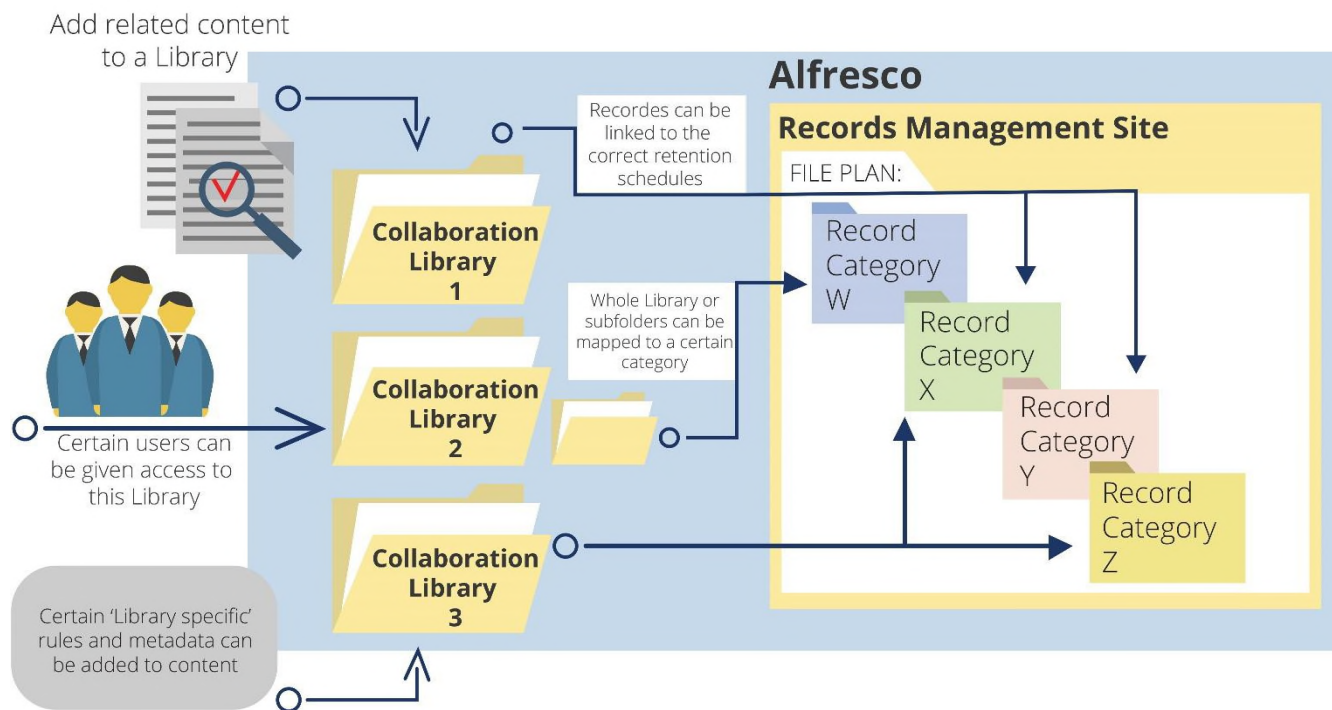 Add related content
to a Library
Alfresco
Records Management Site
FILE PLAN:
Recordes can be
linked to the
correct retention
schedules
Collaboration
Library
1
Record
Category
W
Whole Library or
subfolders can be
mapped to a certain
category
Record
Category
X
Collaboration
Library
2
Record
Category
Y
Certain users can
be given access to
this Library
Record
Category
Z
Collaboration
Library
3
Certain ‘Library specific’
rules and metadata can
be added to content